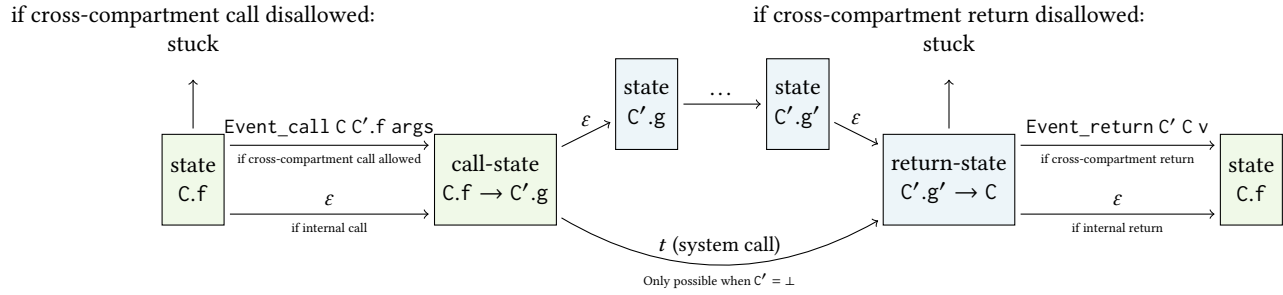 if cross-compartment call disallowed:
stuck
if cross-compartment return disallowed:
stuck
state
C′.g
...
state
C′.g′
ε
ε
state
C.f
Event_call C C′.f args
if cross-compartment call allowed
ε
if internal call
call-state
C.f → C′.g
return-state
C′.g′ → C
Event_return C′ C v
if cross-compartment return
ε
if internal return
state
C.f
t (system call)
Only possible when C′ = ⊥